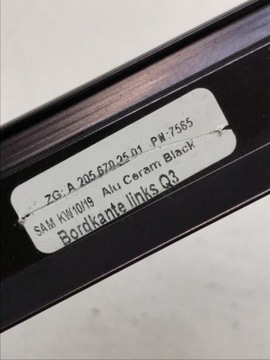 ZG: A 205.670.25.01 PN:7565
SAM KW10/19 Alu Ceram Black
Bordkante links Q3